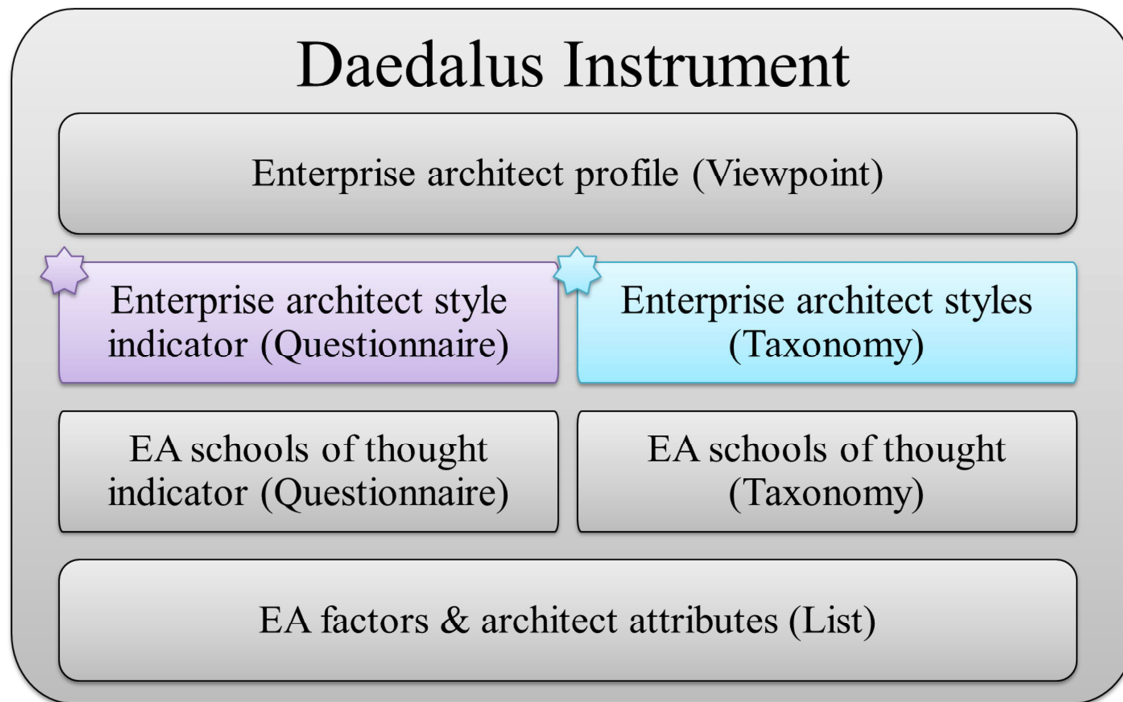 Daedalus Instrument
Enterprise architect profile (Viewpoint)
Enterprise architect style
indicator (Questionnaire)
Enterprise architect styles
(Taxonomy)
EA schools of thought
indicator (Questionnaire)
EA schools of thought
(Taxonomy)
EA factors & architect attributes (List)